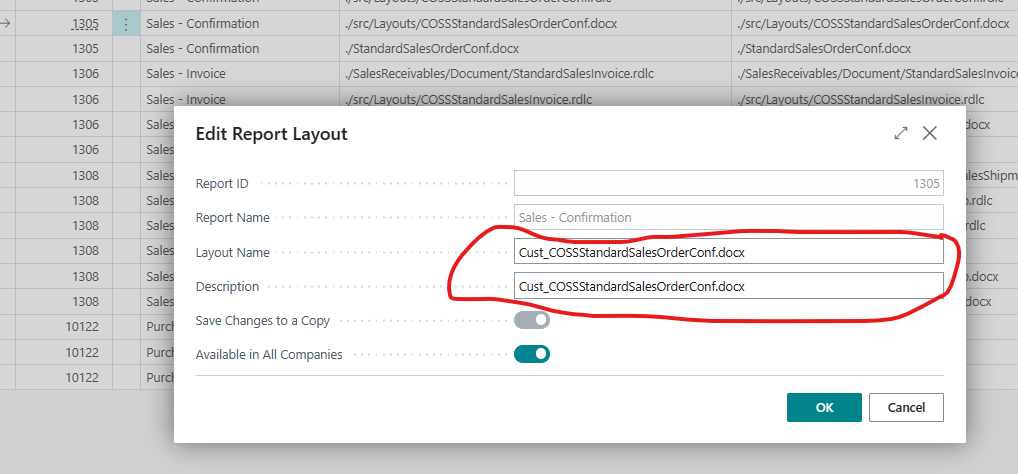 1305 Sales - Confirmation
1305 Sales - Confirmation ./src/Layouts/COSSStandardSalesOrderConf.docx ./src/Layouts/COSSStandardSalesOrderConf.docx
1305 Sales - Confirmation ./StandardSalesOrderConf.docx ./StandardSalesOrderConf.docx
1306 Sales - Invoice ./SalesReceivables/Document/StandardSalesInvoice.rdlc ./SalesReceivables/Document/StandardSalesInvoice
1306 Sales - Invoice ./src/Layouts/COSSStandardSalesInvoice.rdlc ./src/Layouts/COSSStandardSalesInvoice.rdlc
1306 Sales .docx
1306 Sales
1308 Sales alesShipm
1308 Sales .rdlc
1308 Sales .rdlc
1308 Sales
1308 Sales .docx
1308 Sales docx
10122 Purch
10122 Purch
10122 Purch
Edit Report Layout
Report ID 1305
Report Name Sales - Confirmation
Layout Name Cust_COSSStandardSalesOrderConf.docx
Description Cust_COSSStandardSalesOrderConf.docx
Save Changes to a Copy
Available in All Companies
OK Cancel